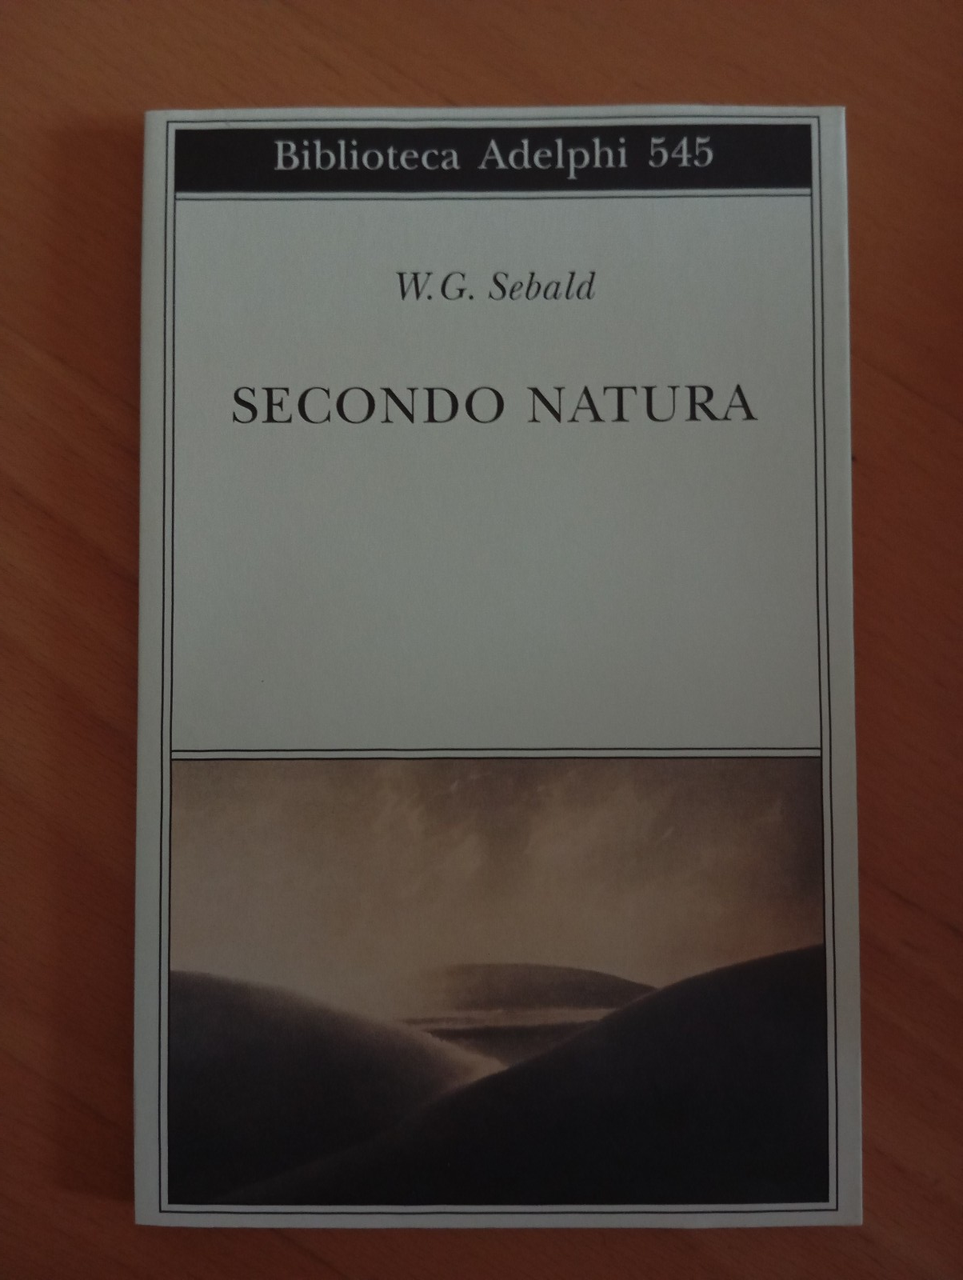 Biblioteca Adelphi 545
W. G. Sebald
SECONDO NATURA